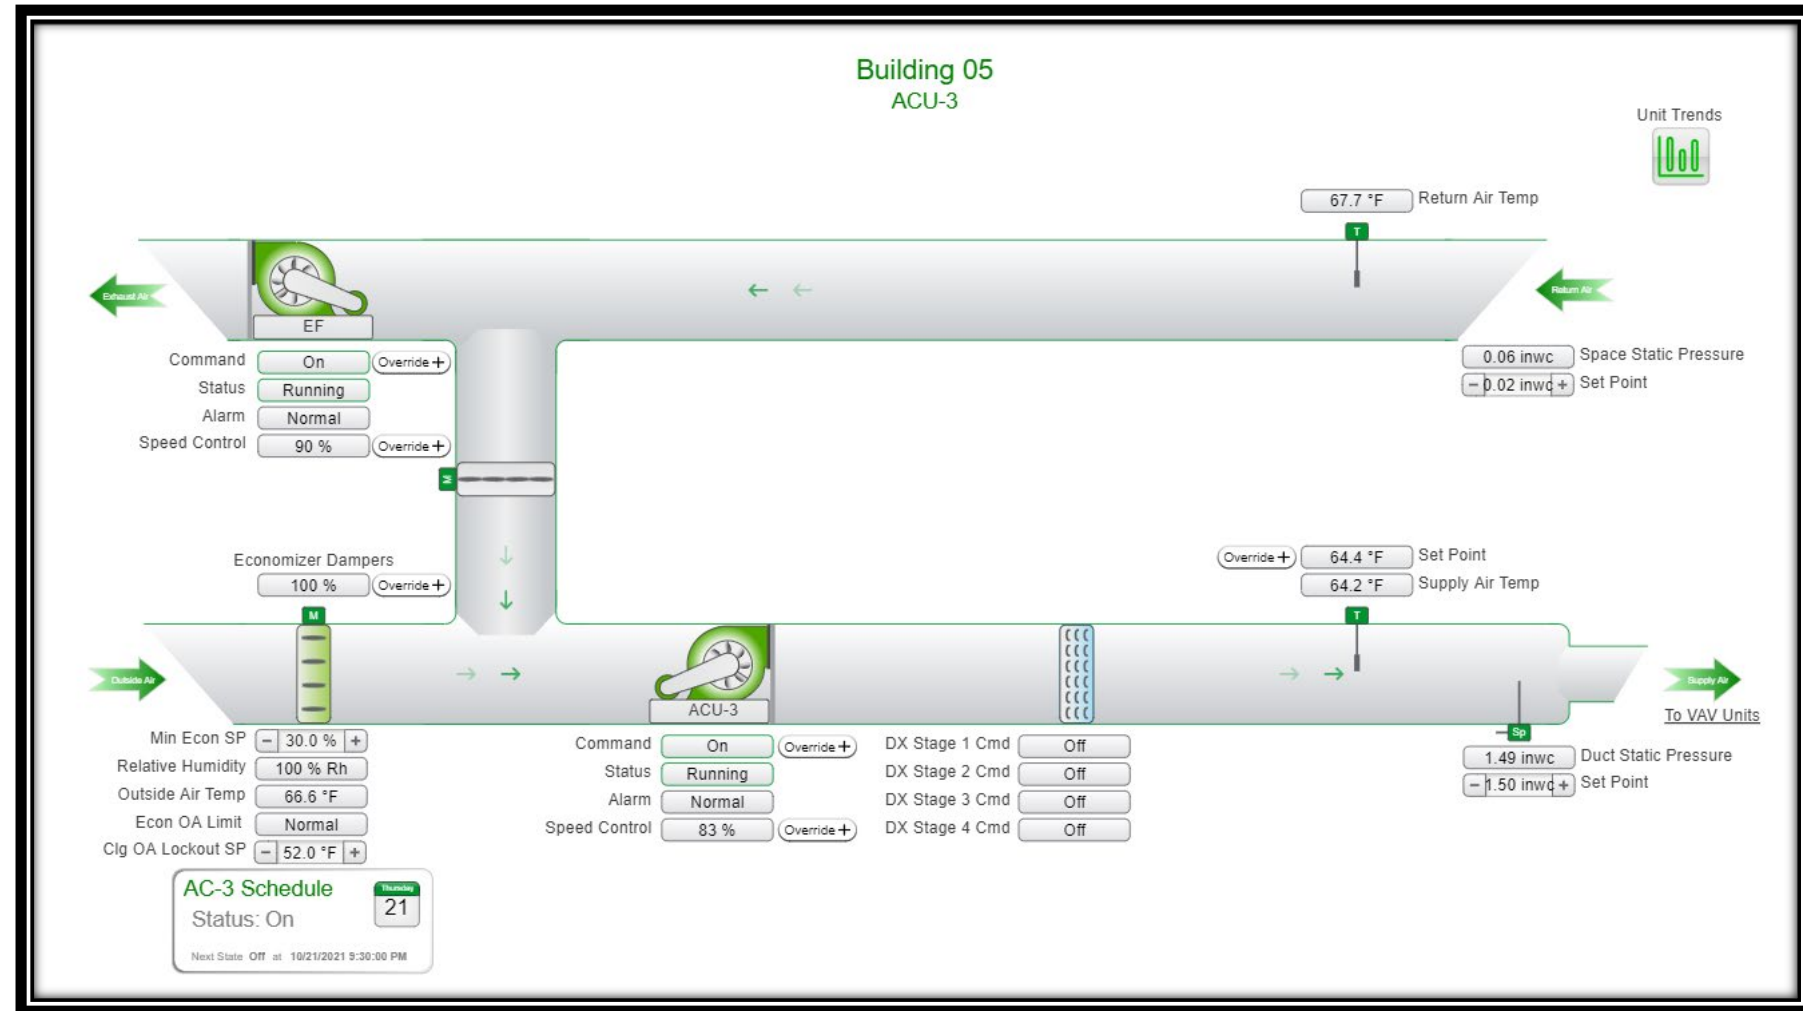 Building 05
ACU-3
Unit Trends
67.7 °F Return Air Temp
Exhaust Air
Return Air
EF
Command On Override +
Status Running
Alarm Normal
Speed Control 90 % Override +
0.06 inwc Space Static Pressure
- 0.02 inwc + Set Point
M
Economizer Dampers
100 % Override +
M
Override + 64.4 °F Set Point
64.2 °F Supply Air Temp
T
T
Outside Air
ACU-3
Supply Air
To VAV Units
Sp
Min Econ SP - 30.0 % +
Relative Humidity 100 % Rh
Outside Air Temp 66.6 °F
Econ OA Limit Normal
Clg OA Lockout SP - 52.0 °F +
Command On Override +
Status Running
Alarm Normal
Speed Control 83 % Override +
DX Stage 1 Cmd Off
DX Stage 2 Cmd Off
DX Stage 3 Cmd Off
DX Stage 4 Cmd Off
1.49 inwc Duct Static Pressure
- 1.50 inwc + Set Point
AC-3 Schedule
Status: On
Thursday
21
Next State Off at 10/21/2021 9:30:00 PM